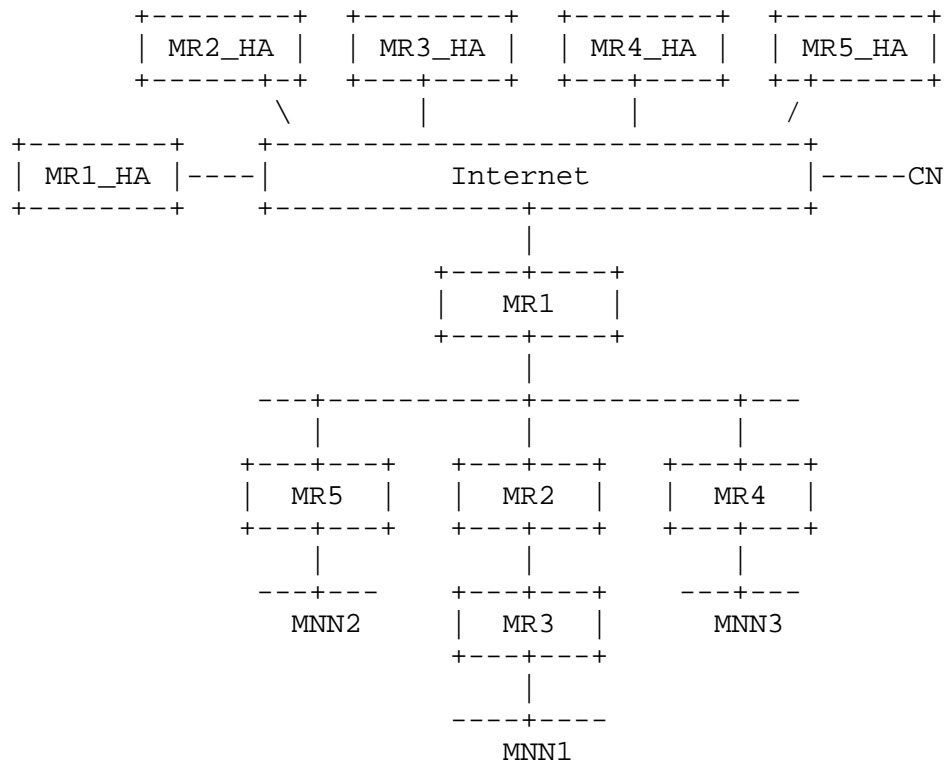 MR2_HA MR3_HA MR4_HA MR5_HA
MR1_HA Internet CN
MR1
MR5 MR2 MR4
MNN2 MR3 MNN3
MNN1